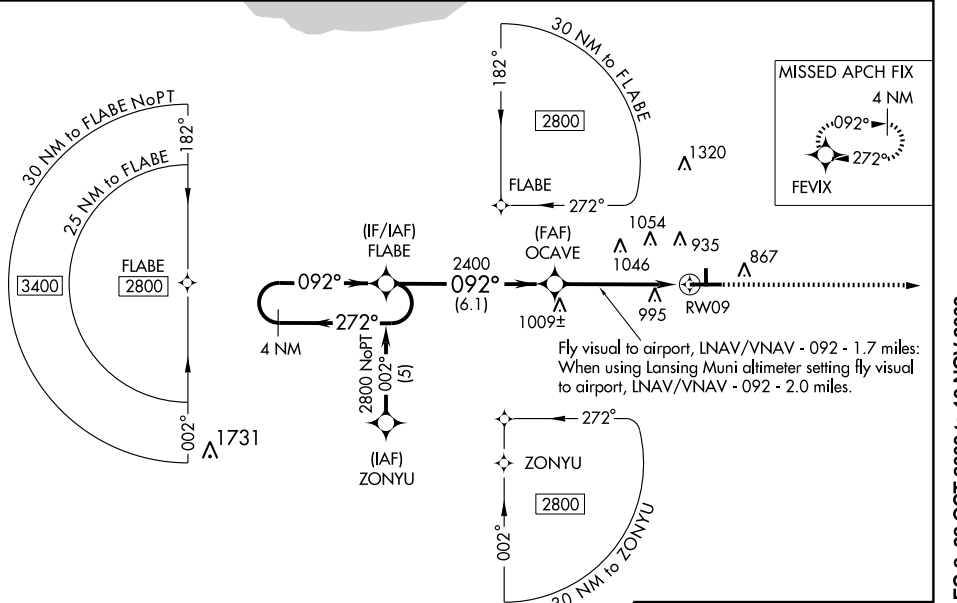 30 NM to FLABE NoPT
25 NM to FLABE
182°
FLABE
3400
2800
002°
1731
30 NM to FLABE
182°
2800
FLABE
272°
1320
MISSED APCH FIX
4 NM
092°
272°
FEVIX
(IF/IAF)
FLABE
092°
272°
4 NM
2400
092°
(6.1)
(FAF)
OCAVE
1009±
1054
1046
935
995
867
RW09
Fly visual to airport, LNAV/VNAV - 092 - 1.7 miles:
When using Lansing Muni altimeter setting fly visual
to airport, LNAV/VNAV - 092 - 2.0 miles.
2800 NoPT
002°
(5)
(IAF)
ZONYU
272°
ZONYU
2800
002°
30 NM to ZONYU